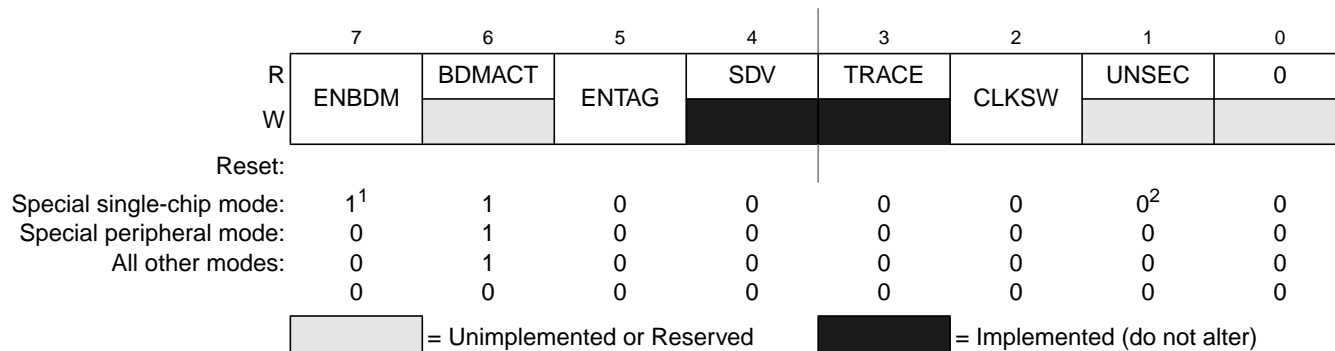 7 6 5 4 3 2 1 0
R ENBDM BDMACT ENTAG SDV TRACE CLKSW UNSEC 0
W
Reset:
Special single-chip mode: 1¹ 1 0 0 0 0 0² 0
Special peripheral mode: 0 1 0 0 0 0 0 0
All other modes: 0 1 0 0 0 0 0 0
0 0 0 0 0 0 0 0
= Unimplemented or Reserved = Implemented (do not alter)